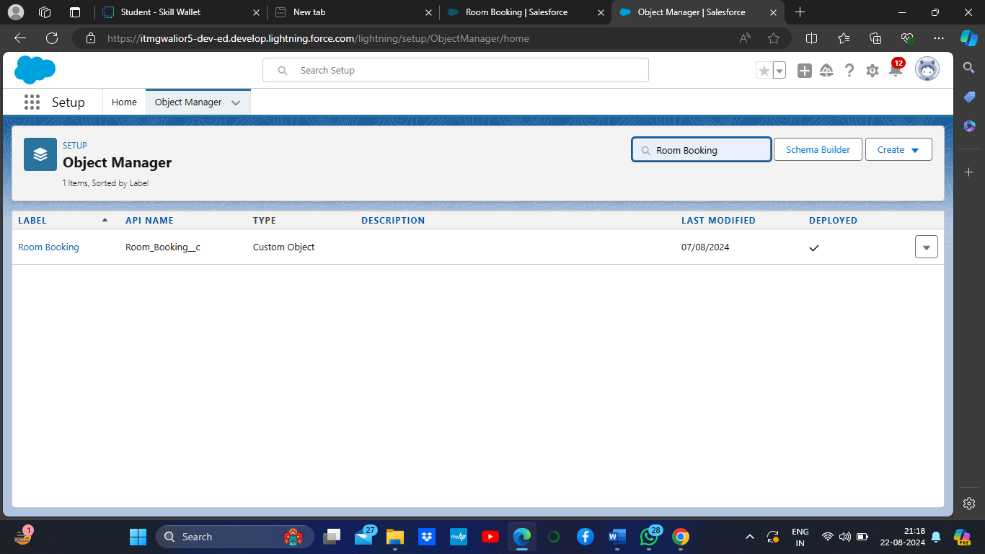 Student - Skill Wallet
New tab
Room Booking | Salesforce
Object Manager | Salesforce
https://itmgwalior5-dev-ed.develop.lightning.force.com/lightning/setup/ObjectManager/home
Search Setup
12
Setup
Home
Object Manager
SETUP
Object Manager
1 Items, Sorted by Label
Room Booking
Schema Builder
Create
LABEL API NAME TYPE DESCRIPTION LAST MODIFIED DEPLOYED
Room Booking Room_Booking__c Custom Object 07/08/2024
1
Search
27
28
ENG
IN
21:18
22-08-2024